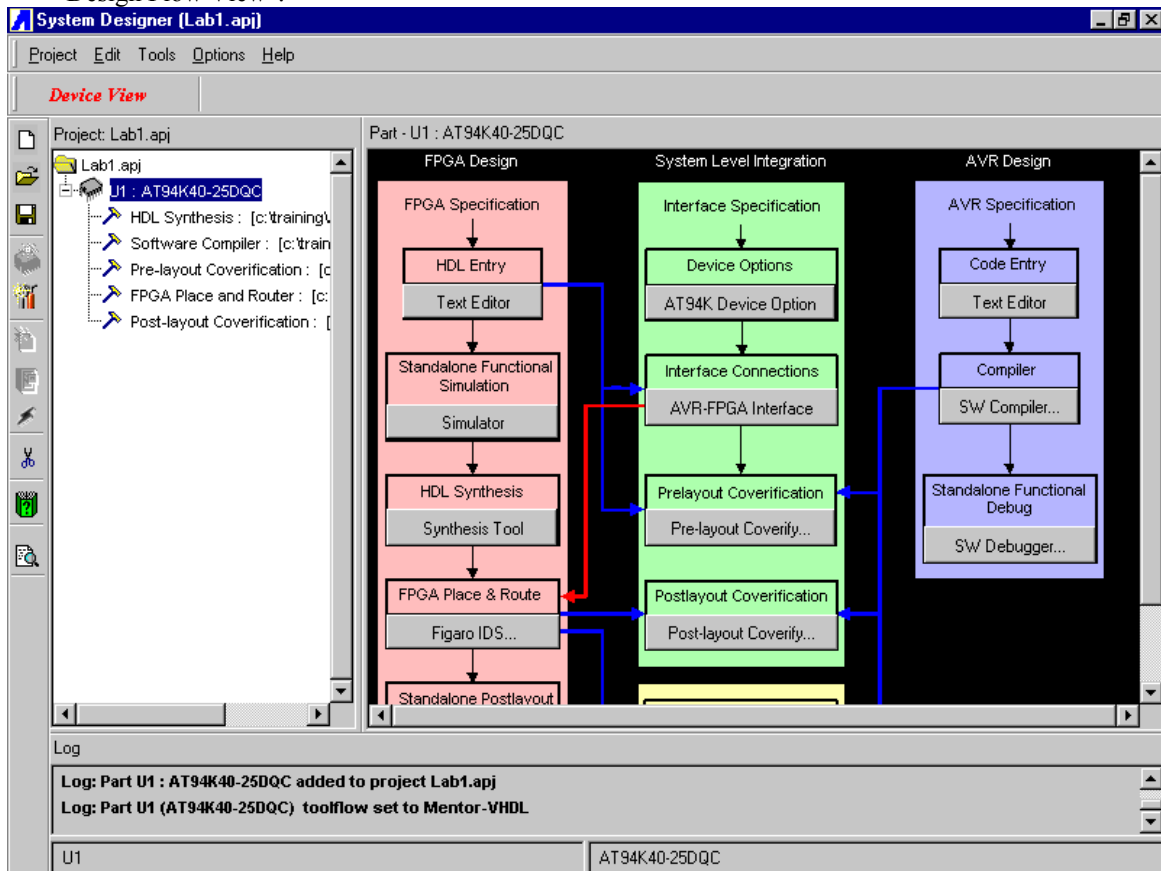 "Design Flow View".
System Designer (Lab1.apj)
Project Edit Tools Options Help
Device View
Project: Lab1.apj
Lab1.apj
U1 : AT94K40-25DQC
HDL Synthesis : [c:\training\
Software Compiler : [c:\train
Pre-layout Coverification : [c
FPGA Place and Router : [c:
Post-layout Coverification : [
Part - U1 : AT94K40-25DQC
FPGA Design
FPGA Specification
HDL Entry
Text Editor
Standalone Functional
Simulation
Simulator
HDL Synthesis
Synthesis Tool
FPGA Place & Route
Figaro IDS...
Standalone Postlayout
System Level Integration
Interface Specification
Device Options
AT94K Device Option
Interface Connections
AVR-FPGA Interface
Prelayout Coverification
Pre-layout Coverify...
Postlayout Coverification
Post-layout Coverify...
AVR Design
AVR Specification
Code Entry
Text Editor
Compiler
SW Compiler...
Standalone Functional
Debug
SW Debugger...
Log
Log: Part U1 : AT94K40-25DQC added to project Lab1.apj
Log: Part U1 (AT94K40-25DQC) toolflow set to Mentor-VHDL
U1
AT94K40-25DQC